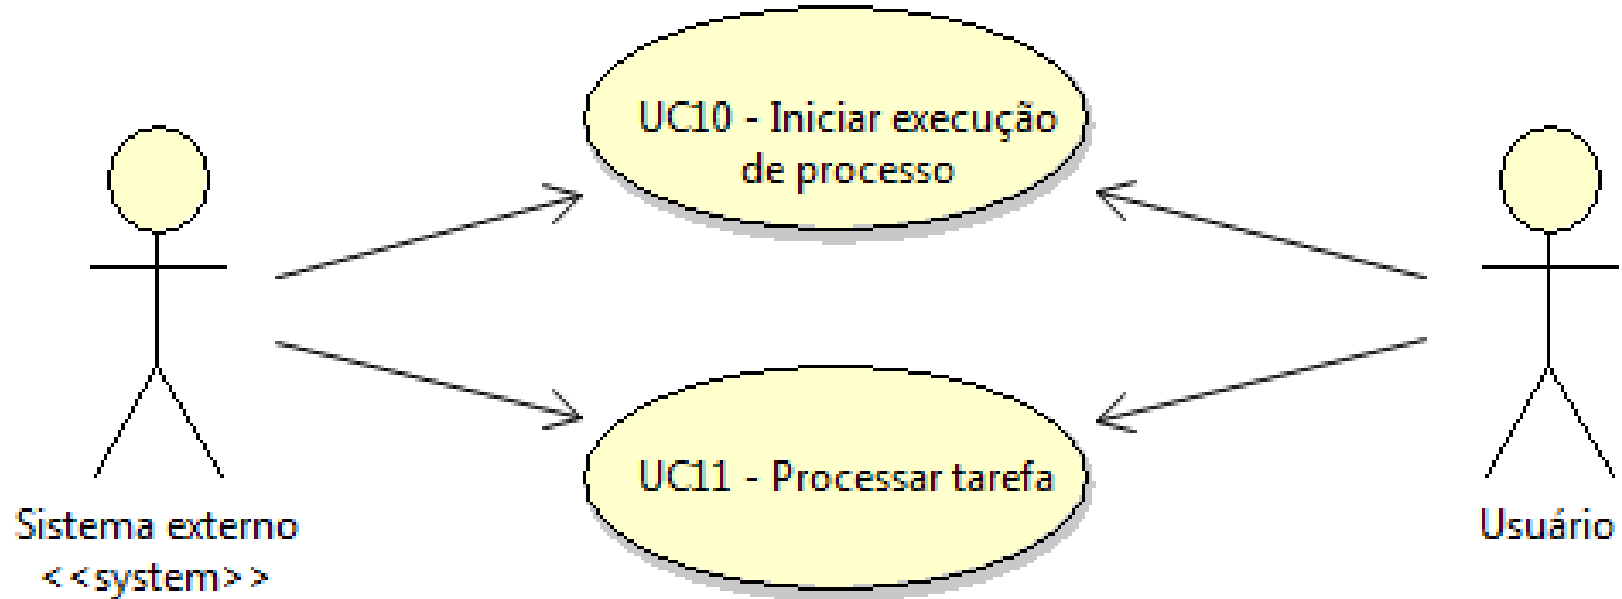 UC10 - Iniciar execução
de processo
UC11 - Processar tarefa
Sistema externo
<<system>>
Usuário